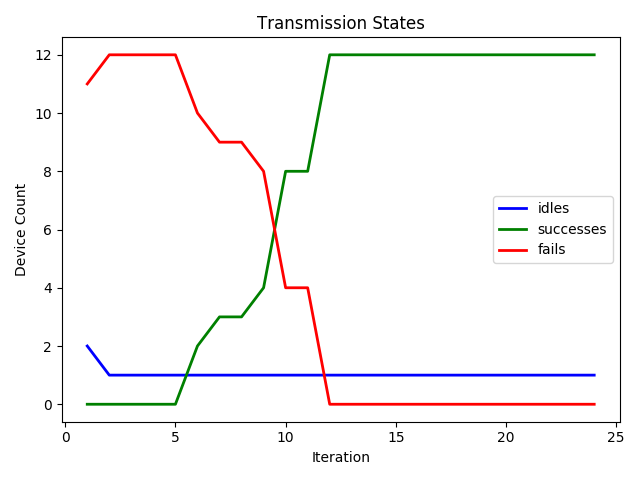 Transmission States
Device Count
12
10
8
6
4
2
0
idles
successes
fails
0 5 10 15 20 25
Iteration